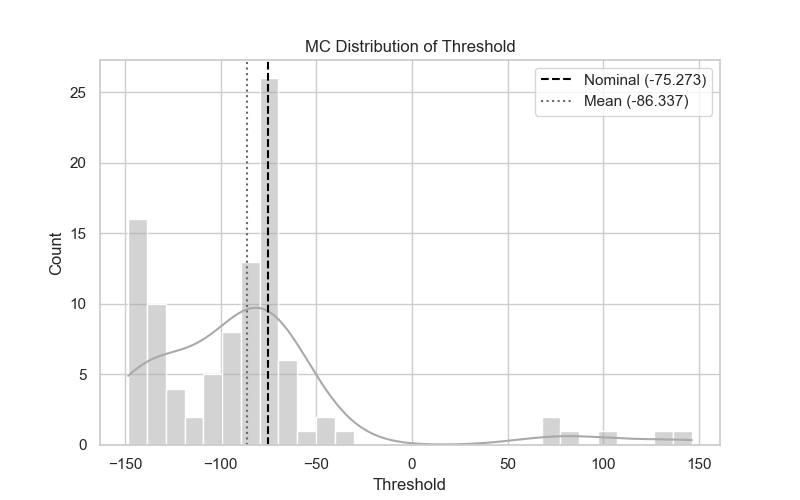 MC Distribution of Threshold
Nominal (-75.273)
Mean (-86.337)
Count
25
20
15
10
5
0
−150
−100
−50
0
50
100
150
Threshold